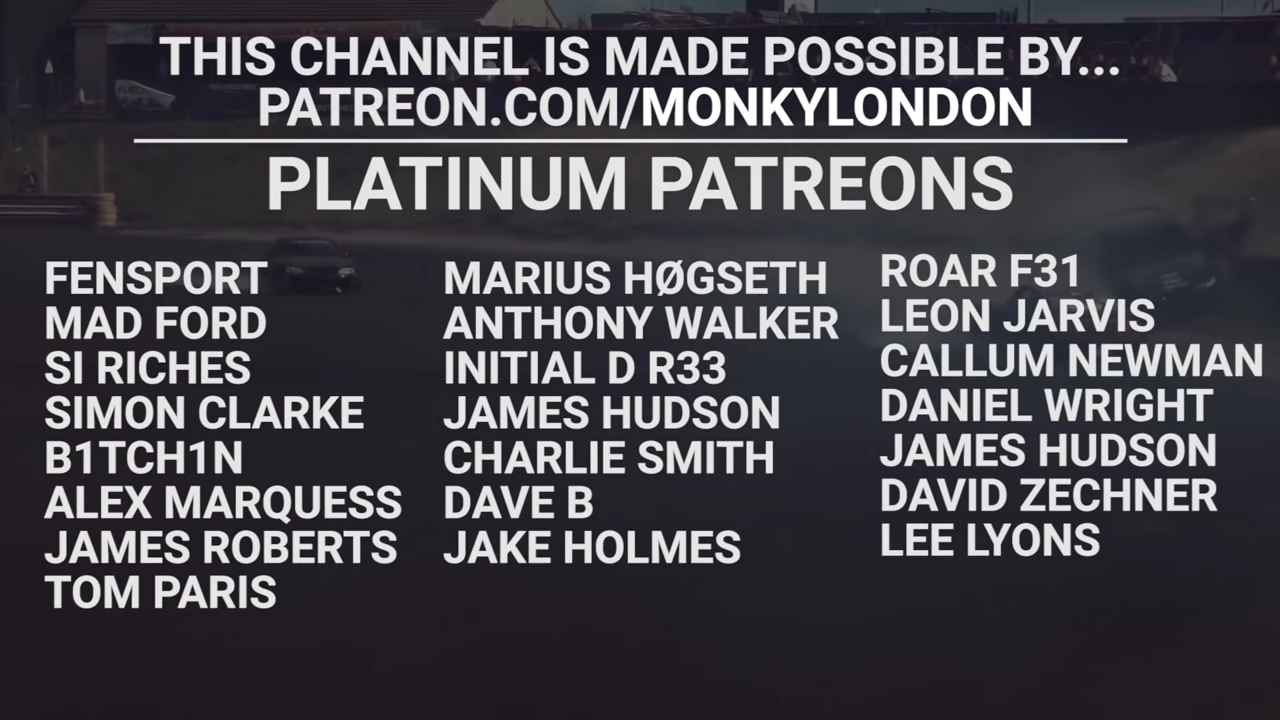 THIS CHANNEL IS MADE POSSIBLE BY...
PATREON.COM/MONKYLONDON
PLATINUM PATREONS
FENSPORT
MAD FORD
SI RICHES
SIMON CLARKE
B1TCH1N
ALEX MARQUESS
JAMES ROBERTS
TOM PARIS
MARIUS HØGSETH
ANTHONY WALKER
INITIAL D R33
JAMES HUDSON
CHARLIE SMITH
DAVE B
JAKE HOLMES
ROAR F31
LEON JARVIS
CALLUM NEWMAN
DANIEL WRIGHT
JAMES HUDSON
DAVID ZECHNER
LEE LYONS